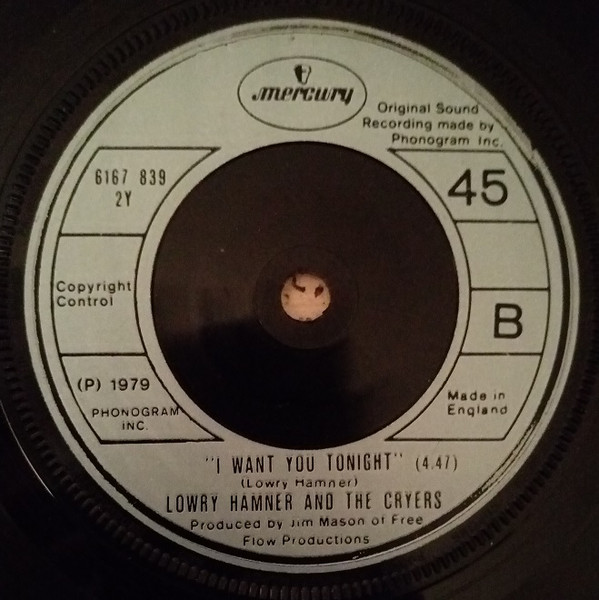 mercury
Original Sound
Recording made by
Phonogram Inc.
6167 839
2Y
45
Copyright
Control
B
(P) 1979
PHONOGRAM
INC.
Made in
England
"I WANT YOU TONIGHT" (4.47)
(Lowry Hamner)
LOWRY HAMNER AND THE CRYERS
Produced by Jim Mason of Free
Flow Productions